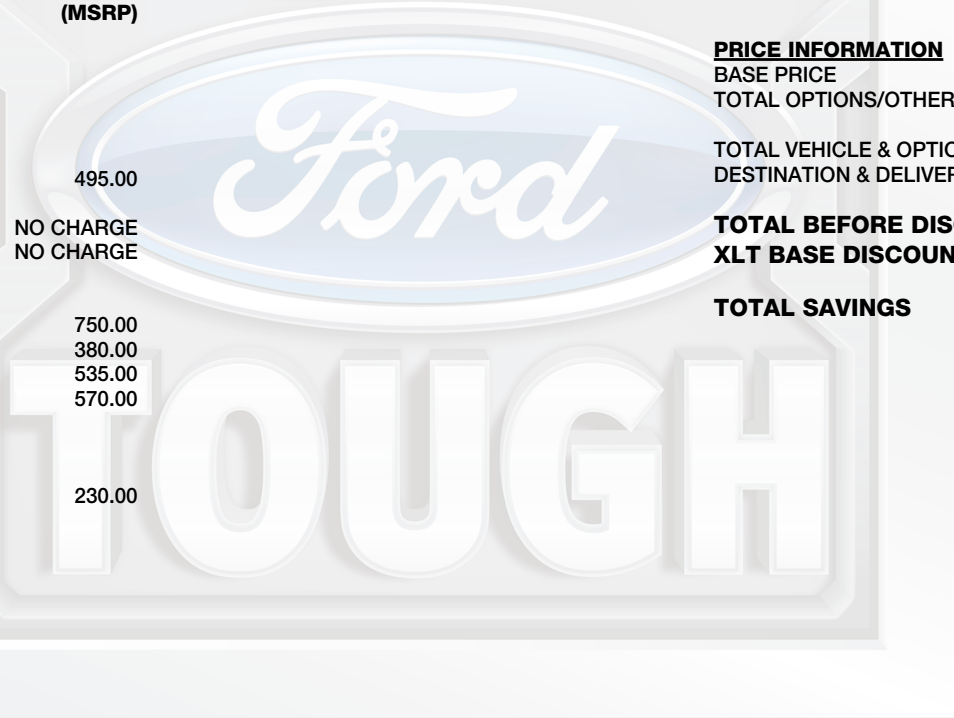 (MSRP)
495.00
NO CHARGE
NO CHARGE
750.00
380.00
535.00
570.00
230.00
PRICE INFORMATION
BASE PRICE
TOTAL OPTIONS/OTHER
TOTAL VEHICLE & OPTIO
DESTINATION & DELIVER
TOTAL BEFORE DISC
XLT BASE DISCOUN
TOTAL SAVINGS
Ford
TOUGH